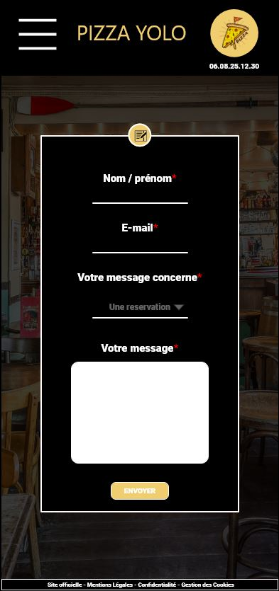 PIZZA YOLO
06.05.25.12.30
Nom / prénom*
E-mail*
Votre message concerne*
Une reservation
Votre message*
ENVOYER
Site officielle - Mentions Légales - Confidentialité - Gestion des Cookies